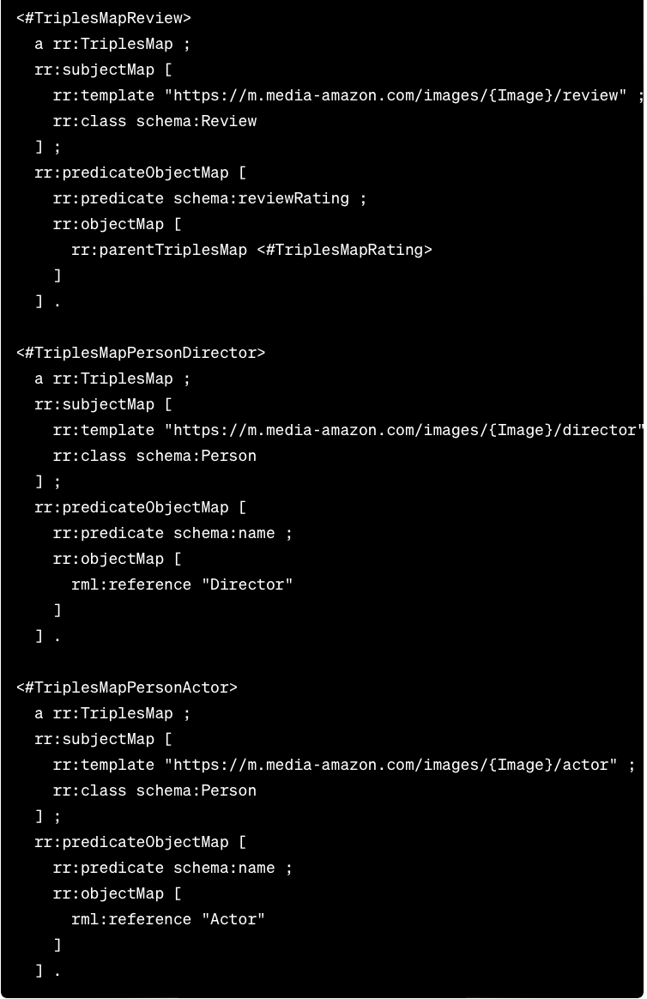 <#TriplesMapReview>
  a rr:TriplesMap ;
  rr:subjectMap [
    rr:template "https://m.media-amazon.com/images/{Image}/review" ;
    rr:class schema:Review
  ] ;
  rr:predicateObjectMap [
    rr:predicate schema:reviewRating ;
    rr:objectMap [
      rr:parentTriplesMap <#TriplesMapRating>
    ]
  ] .

<#TriplesMapPersonDirector>
  a rr:TriplesMap ;
  rr:subjectMap [
    rr:template "https://m.media-amazon.com/images/{Image}/director"
    rr:class schema:Person
  ] ;
  rr:predicateObjectMap [
    rr:predicate schema:name ;
    rr:objectMap [
      rml:reference "Director"
    ]
  ] .

<#TriplesMapPersonActor>
  a rr:TriplesMap ;
  rr:subjectMap [
    rr:template "https://m.media-amazon.com/images/{Image}/actor" ;
    rr:class schema:Person
  ] ;
  rr:predicateObjectMap [
    rr:predicate schema:name ;
    rr:objectMap [
      rml:reference "Actor"
    ]
  ] .